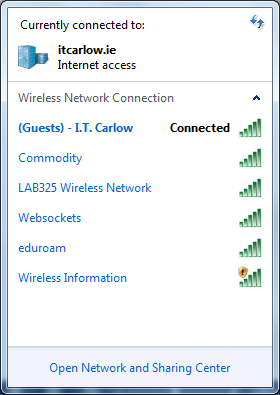 Currently connected to:
itcarlow.ie
Internet access
Wireless Network Connection
(Guests) - I.T. Carlow Connected
Commodity
LAB325 Wireless Network
Websockets
eduroam
Wireless Information
Open Network and Sharing Center